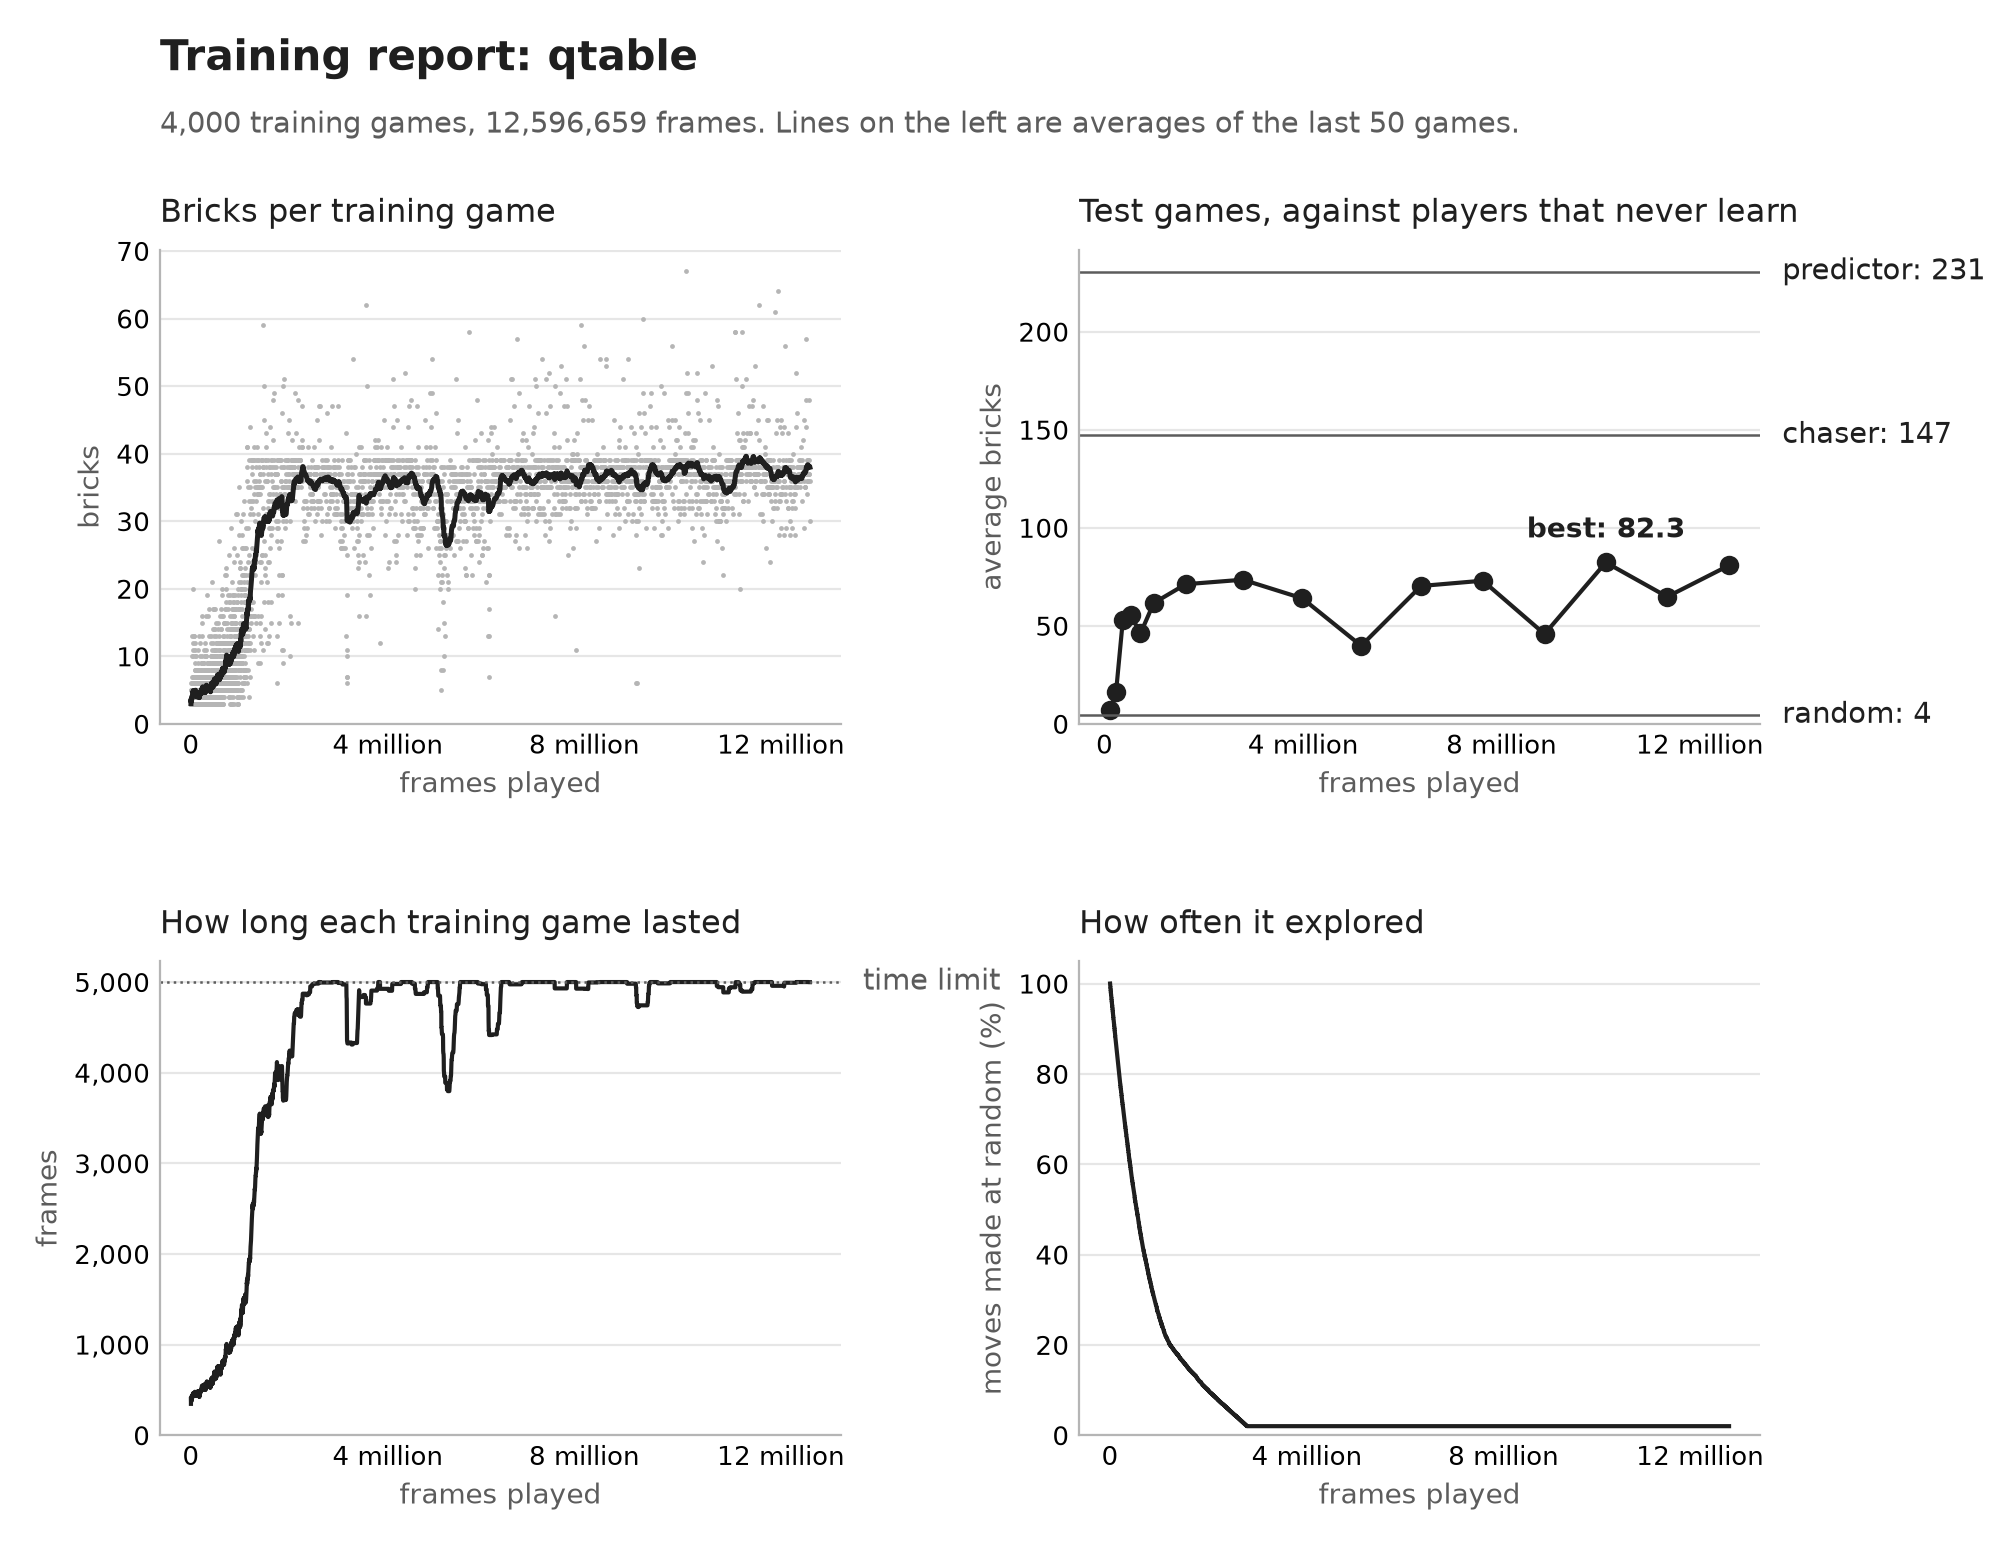 Training report: qtable
4,000 training games, 12,596,659 frames. Lines on the left are averages of the last 50 games.
Bricks per training game
bricks
70
60
50
40
30
20
10
0
0
4 million
8 million
12 million
frames played
Test games, against players that never learn
average bricks
200
150
100
50
0
predictor: 231
chaser: 147
best: 82.3
random: 4
0
4 million
8 million
12 million
frames played
How long each training game lasted
frames
5,000
4,000
3,000
2,000
1,000
0
time limit
0
4 million
8 million
12 million
frames played
How often it explored
moves made at random (%)
100
80
60
40
20
0
0
4 million
8 million
12 million
frames played